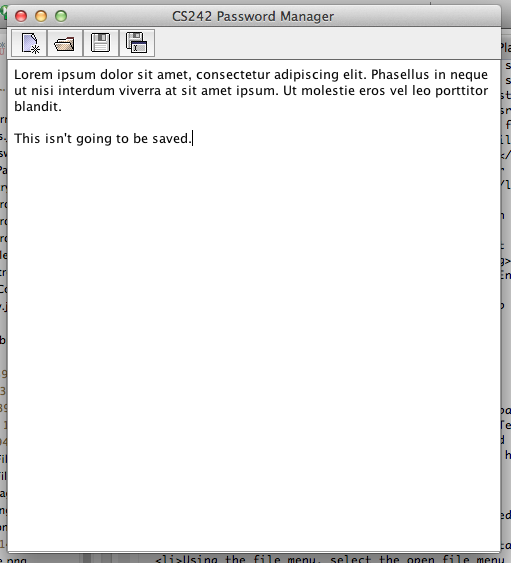 CS242 Password Manager
Lorem ipsum dolor sit amet, consectetur adipiscing elit. Phasellus in neque
ut nisi interdum viverra at sit amet ipsum. Ut molestie eros vel leo porttitor
blandit.
This isn't going to be saved.
<li>Using the file menu, select the open file menu